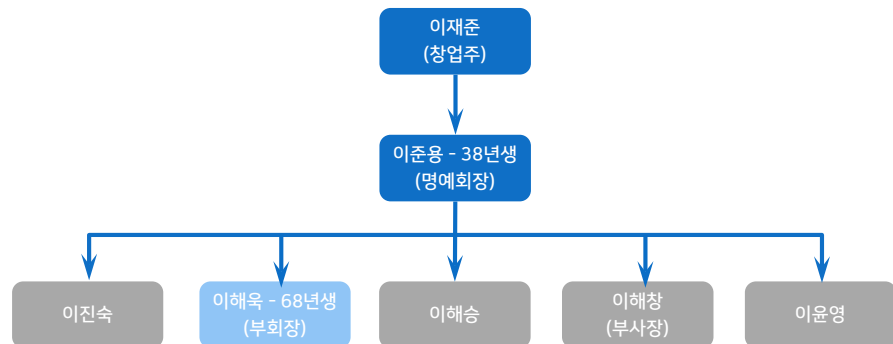 이재준
(창업주)
이준용 - 38년생
(명예회장)
이진숙
이해욱 - 68년생
(부회장)
이해승
이해창
(부사장)
이윤영